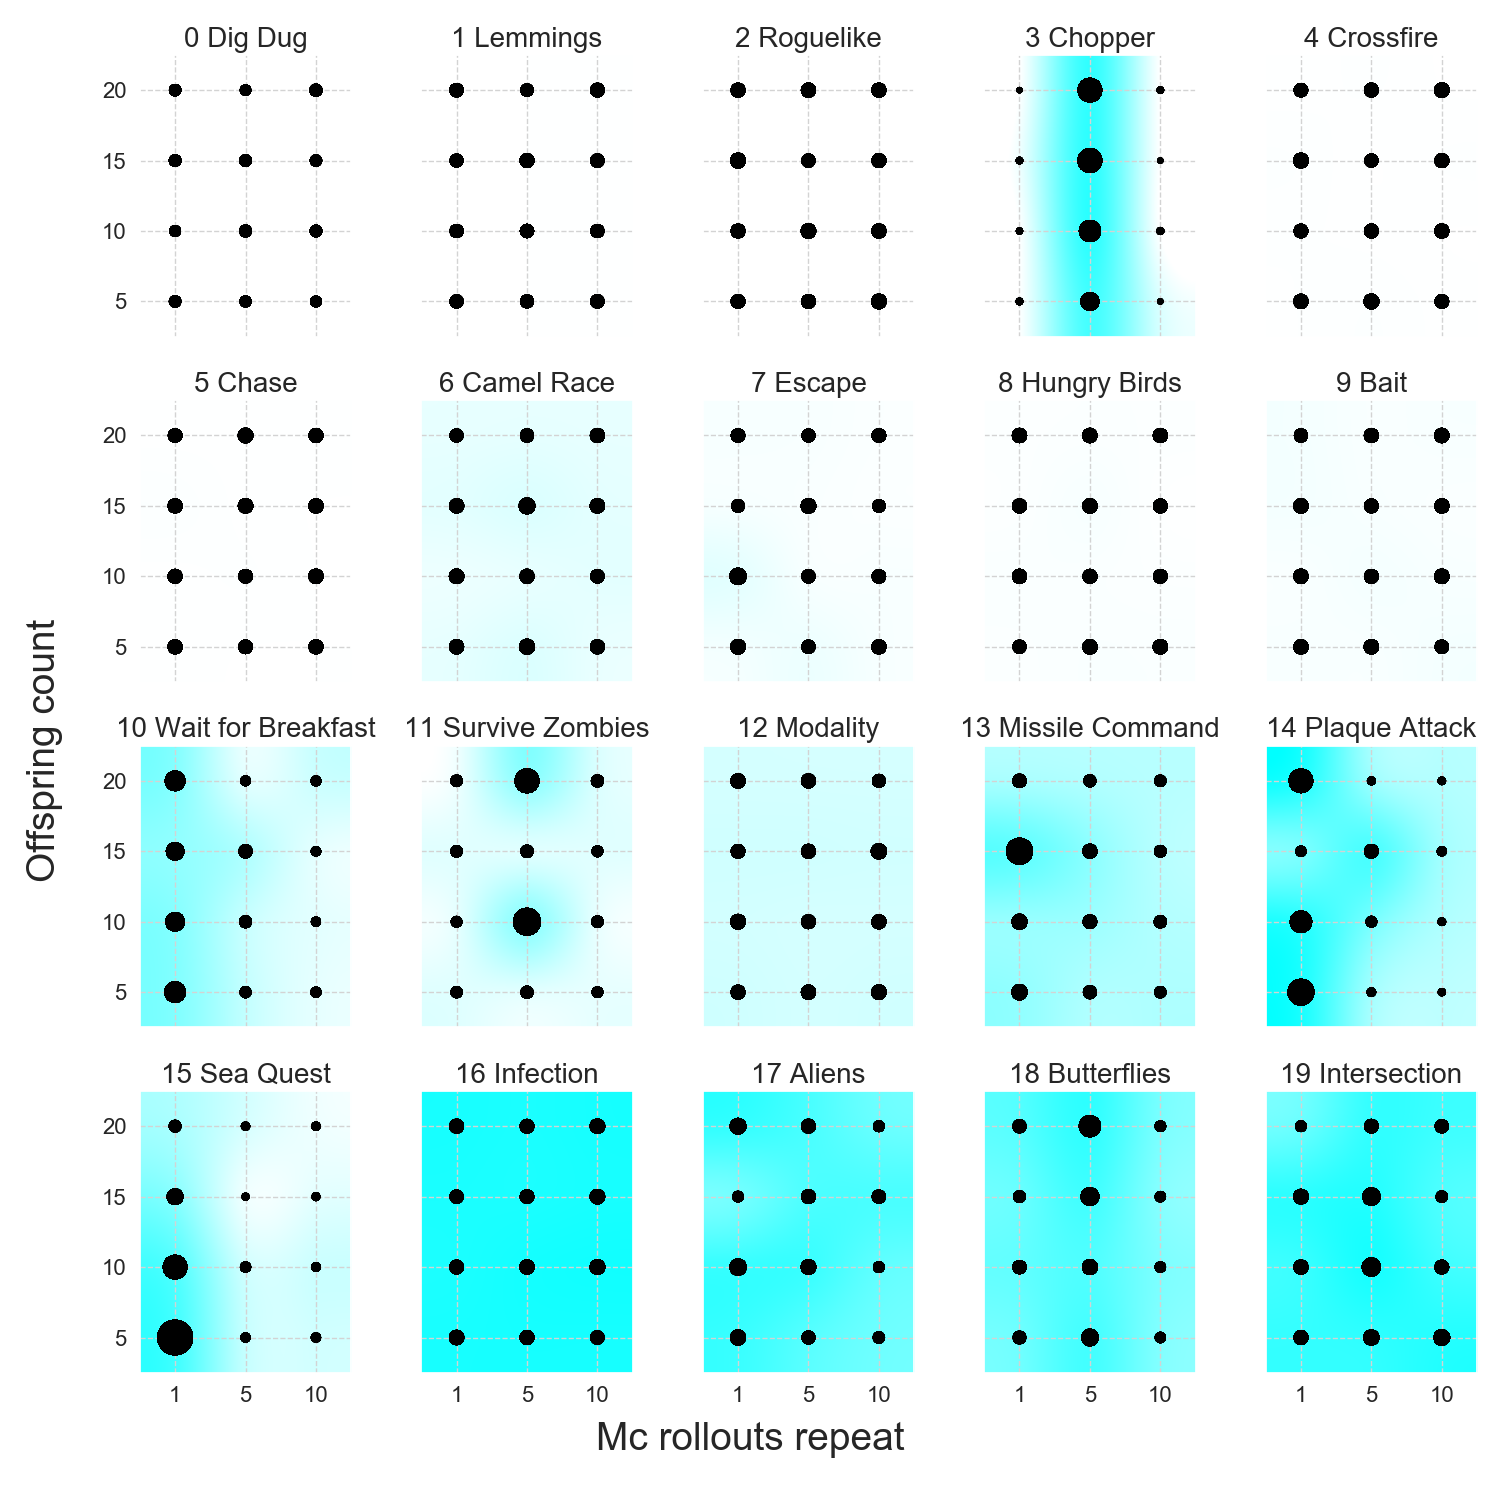 0 Dig Dug 1 Lemmings 2 Roguelike 3 Chopper 4 Crossfire
20
15
10
5
5 Chase 6 Camel Race 7 Escape 8 Hungry Birds 9 Bait
20
15
10
5
Offspring count
10 Wait for Breakfast 11 Survive Zombies 12 Modality 13 Missile Command 14 Plaque Attack
20
15
10
5
15 Sea Quest 16 Infection 17 Aliens 18 Butterflies 19 Intersection
20
15
10
5
1 5 10 1 5 10 1 5 10 1 5 10 1 5 10
Mc rollouts repeat